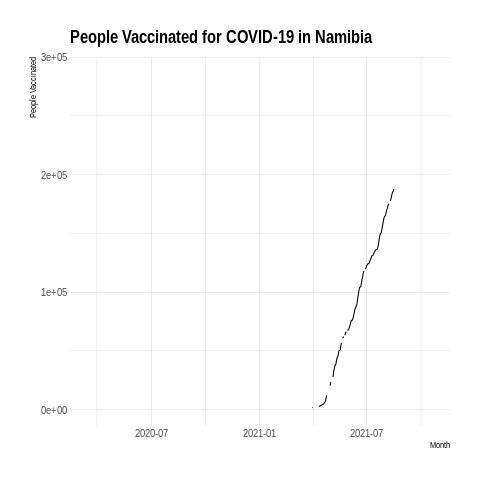 People Vaccinated for COVID-19 in Namibia
People Vaccinated
3e+05
2e+05
1e+05
0e+00
2020-07
2021-01
2021-07
Month